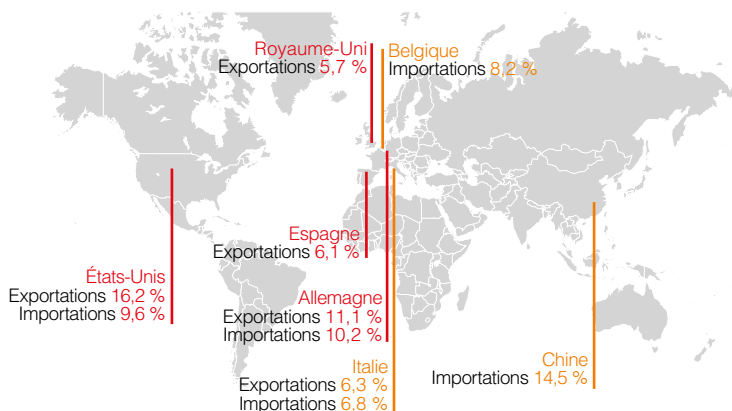 Royaume-Uni
Exportations 5,7 %
Belgique
Importations 8,2 %
Espagne
Exportations 6,1 %
États-Unis
Exportations 16,2 %
Importations 9,6 %
Allemagne
Exportations 11,1 %
Importations 10,2 %
Italie
Exportations 6,3 %
Importations 6,8 %
Chine
Importations 14,5 %